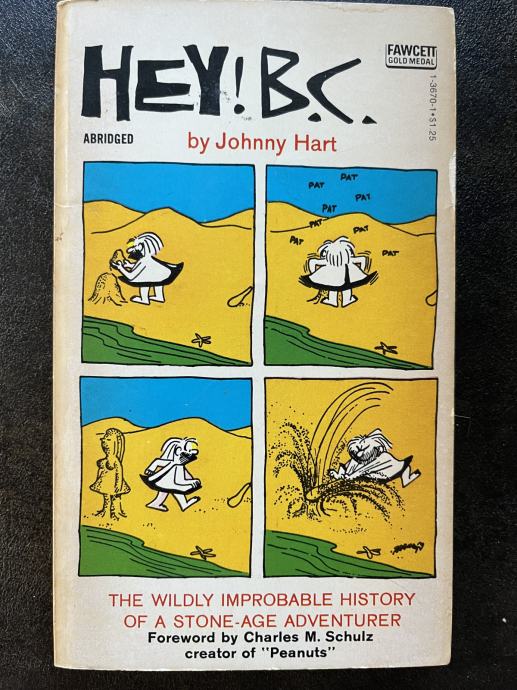 HEY! B.C.
FAWCETT
GOLD MEDAL
1-3670-1•$1.25
ABRIDGED
by Johnny Hart
PAT
PAT
PAT
PAT
PAT
PAT
PAT
THE WILDLY IMPROBABLE HISTORY
OF A STONE-AGE ADVENTURER
Foreword by Charles M. Schulz
creator of "Peanuts"